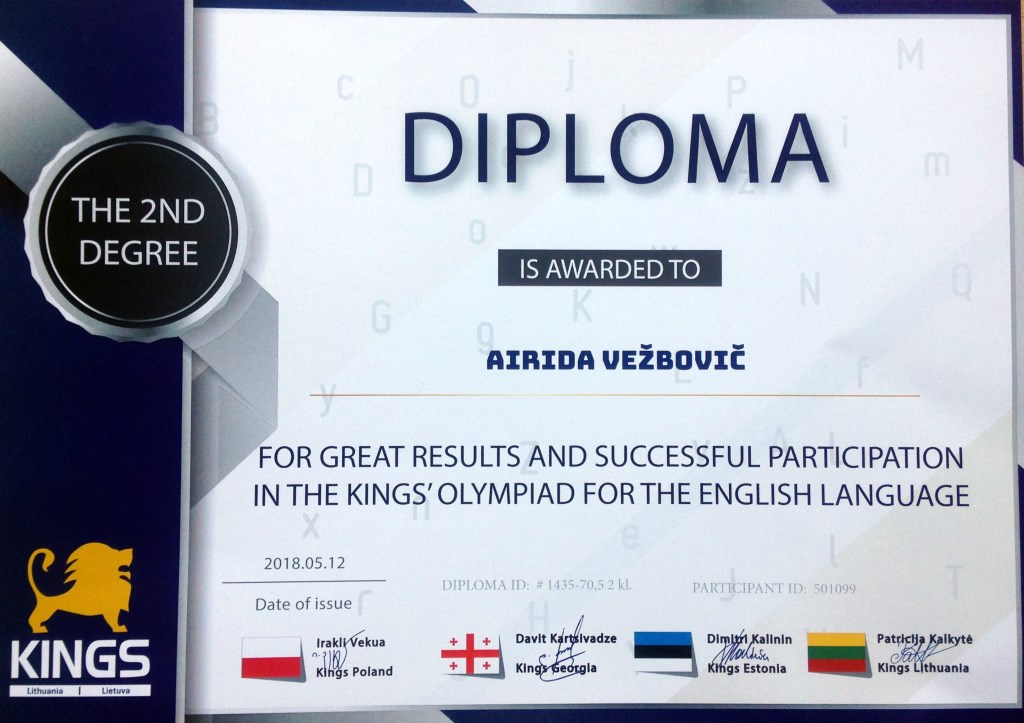 THE 2ND
DEGREE
DIPLOMA
IS AWARDED TO
AIRIDA VEŽBOVIČ
FOR GREAT RESULTS AND SUCCESSFUL PARTICIPATION
IN THE KINGS' OLYMPIAD FOR THE ENGLISH LANGUAGE
2018.05.12
Date of issue
DIPLOMA ID: # 1435-70,5 2 kl.
PARTICIPANT ID: 501099
Irakli Vekua
Kings Poland
Davit Kartsivadze
Kings Georgia
Dimitri Kalinin
Kings Estonia
Patricija Kalkytė
Kings Lithuania
KINGS
Lithuania | Lietuva